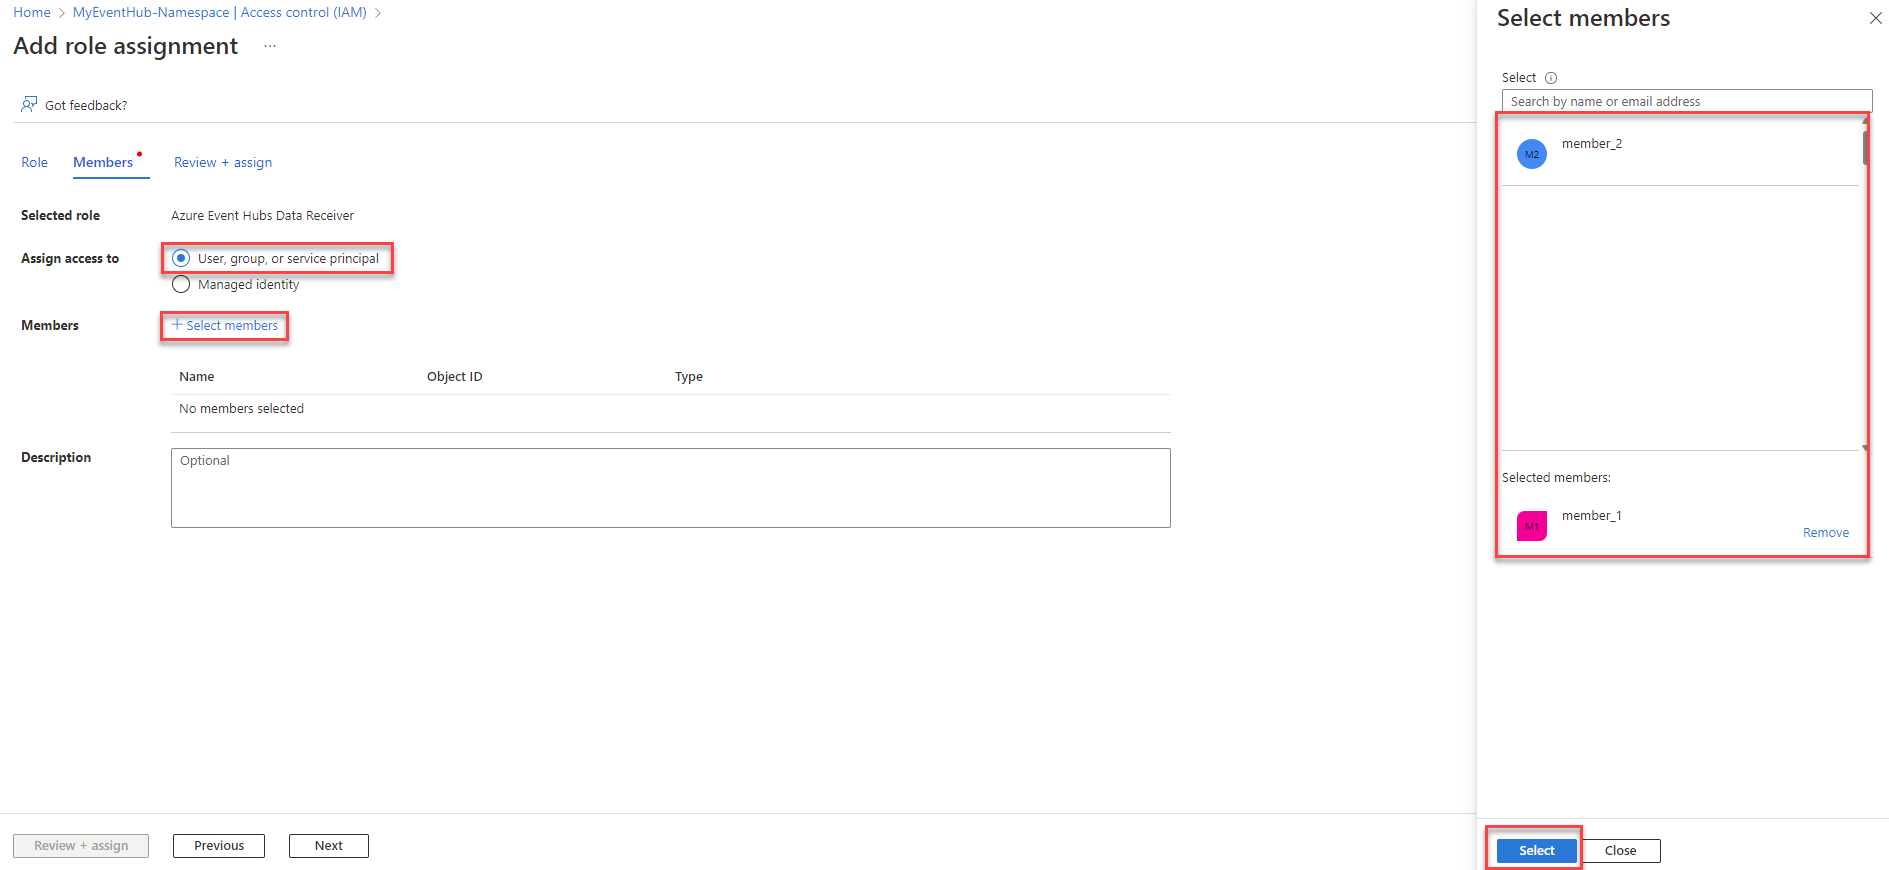 Home > MyEventHub-Namespace | Access control (IAM) >
Add role assignment ...
Got feedback?
Role Members Review + assign
Selected role Azure Event Hubs Data Receiver
Assign access to User, group, or service principal
Managed identity
Members + Select members
Name Object ID Type
No members selected
Description Optional
Review + assign Previous Next
Select members
Select
Search by name or email address
M2 member_2
Selected members:
M1 member_1
Remove
Select Close